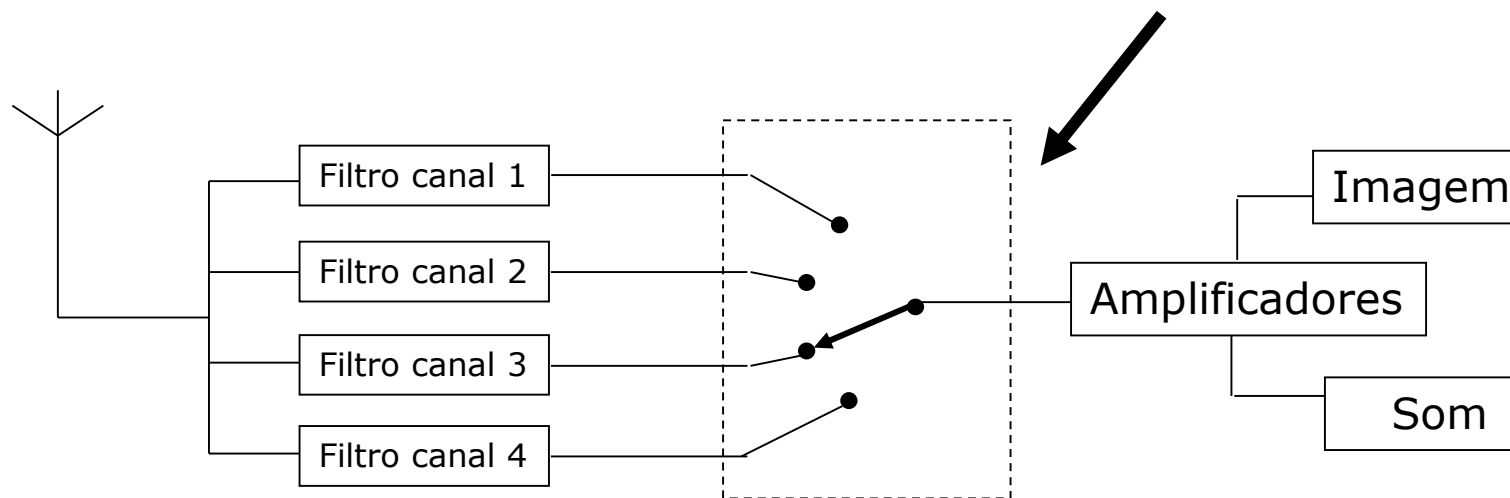 Filtro canal 1
Filtro canal 2
Filtro canal 3
Filtro canal 4
Amplificadores
Imagem
Som